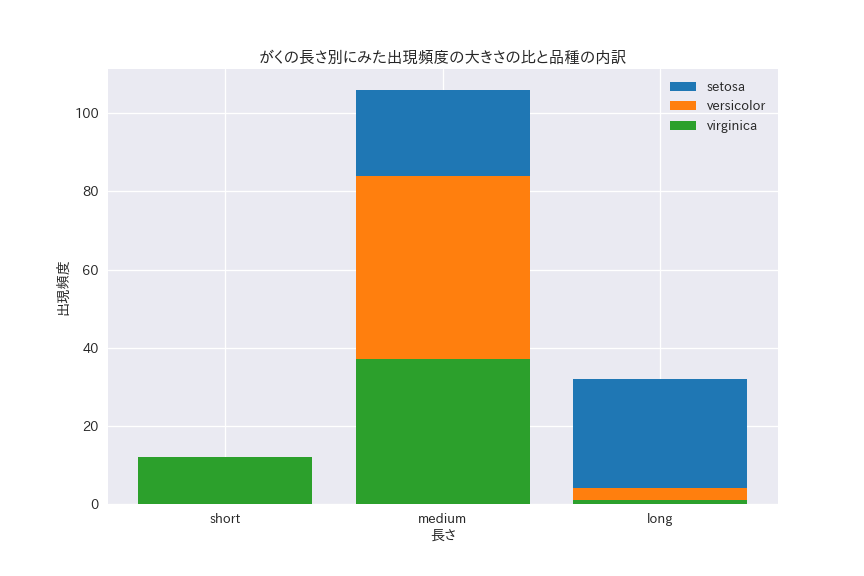 がくの長さ別にみた出現頻度の大きさの比と品種の内訳
setosa
versicolor
virginica
100
80
60
40
20
0
出現頻度
short
medium
long
長さ